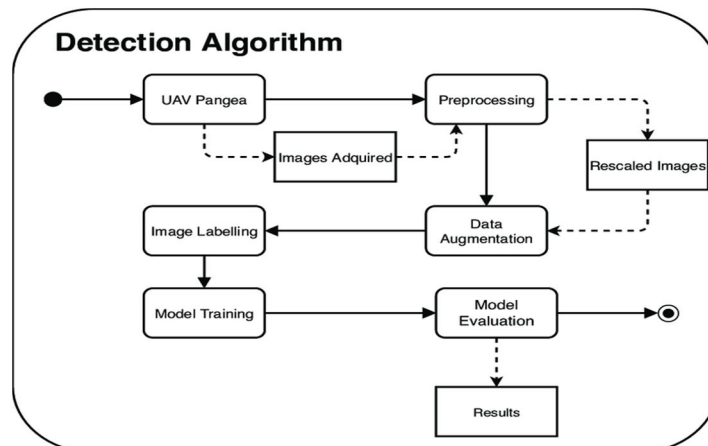 Detection Algorithm
UAV Pangea
Preprocessing
Images Adquired
Rescaled Images
Image Labelling
Data
Augmentation
Model Training
Model
Evaluation
Results